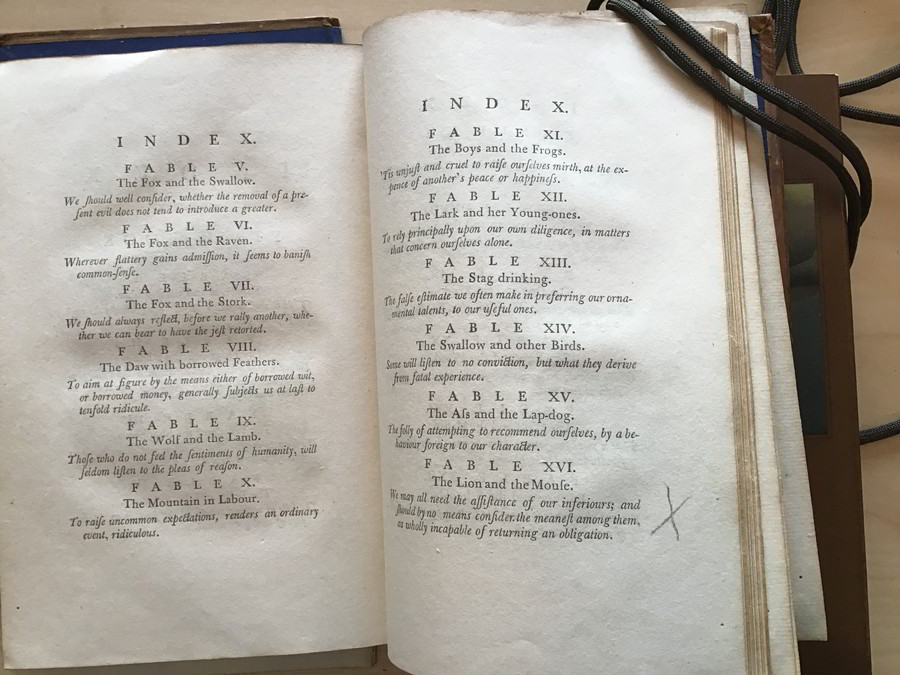 I N D E X.
F A B L E V.
The Fox and the Swallow.
We ſhould well conſider, whether the removal of a pre-
ſent evil does not tend to introduce a greater.
F A B L E VI.
The Fox and the Raven.
Wherever flattery gains admiſſion, it ſeems to baniſh
common-ſenſe.
F A B L E VII.
The Fox and the Stork.
We ſhould always reflect, before we rally another, whe-
ther we can bear to have the jeſt retorted.
F A B L E VIII.
The Daw with borrowed Feathers.
To aim at figure by the means either of borrowed wit,
or borrowed money, generally ſubjects us at laſt to
tenfold ridicule.
F A B L E IX.
The Wolf and the Lamb.
Thoſe who do not feel the ſentiments of humanity, will
ſeldom liſten to the pleas of reaſon.
F A B L E X.
The Mountain in Labour.
To raiſe uncommon expectations, renders an ordinary
event, ridiculous.
I N D E X.
F A B L E XI.
The Boys and the Frogs.
'Tis unjuſt and cruel to raiſe ourſelves mirth, at the ex-
pence of another's peace or happineſs.
F A B L E XII.
The Lark and her Young-ones.
To rely principally upon our own diligence, in matters
that concern ourſelves alone.
F A B L E XIII.
The Stag drinking.
The falſe eſtimate we often make in preferring our orna-
mental talents, to our uſeful ones.
F A B L E XIV.
The Swallow and other Birds.
Some will liſten to no conviction, but what they derive
from fatal experience.
F A B L E XV.
The Aſs and the Lap-dog.
The folly of attempting to recommend ourſelves, by a be-
haviour foreign to our character.
F A B L E XVI.
The Lion and the Mouſe.
We may all need the aſſiſtance of our inferiours; and
ſhould by no means conſider the meaneſt among them,
as wholly incapable of returning an obligation.